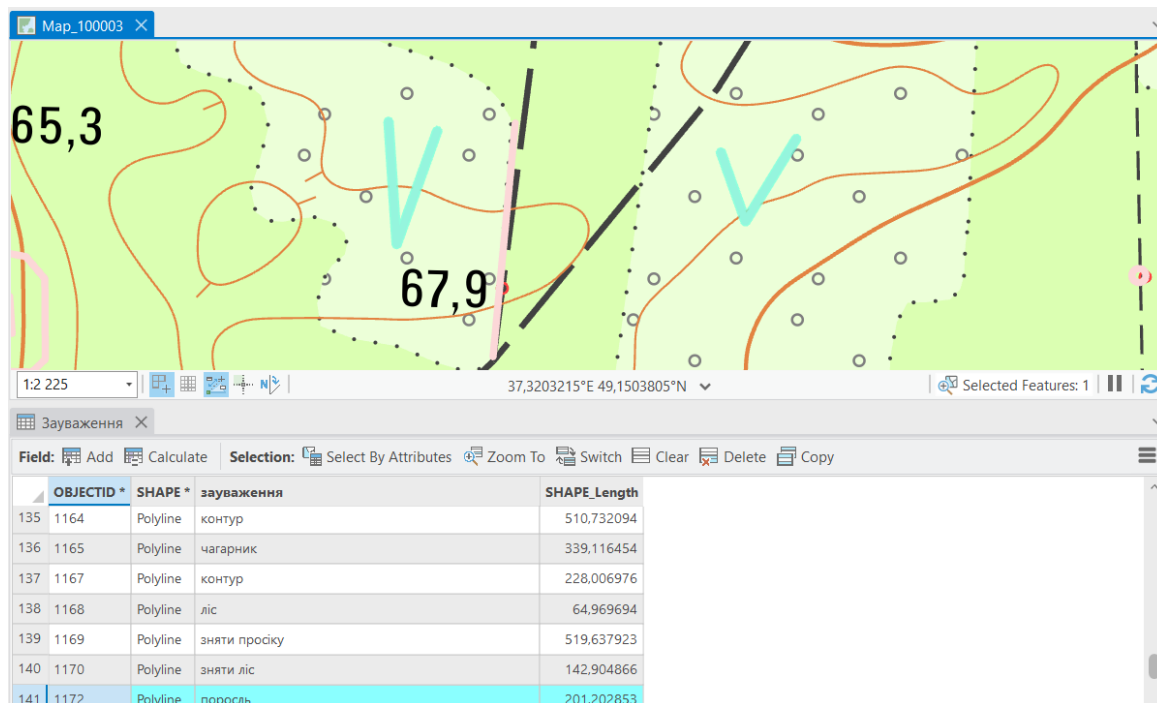 Map_100003
65,3
67,9
1:2 225
37,3203215°E 49,1503805°N
Selected Features: 1
Зауваження
Field: Add Calculate Selection: Select By Attributes Zoom To Switch Clear Delete Copy
OBJECTID * SHAPE * зауваження SHAPE_Length
135 1164 Polyline контур 510,732094
136 1165 Polyline чагарник 339,116454
137 1167 Polyline контур 228,006976
138 1168 Polyline ліс 64,969694
139 1169 Polyline зняти просіку 519,637923
140 1170 Polyline зняти ліс 142,904866
141 1172 Polyline поросль 201,202853